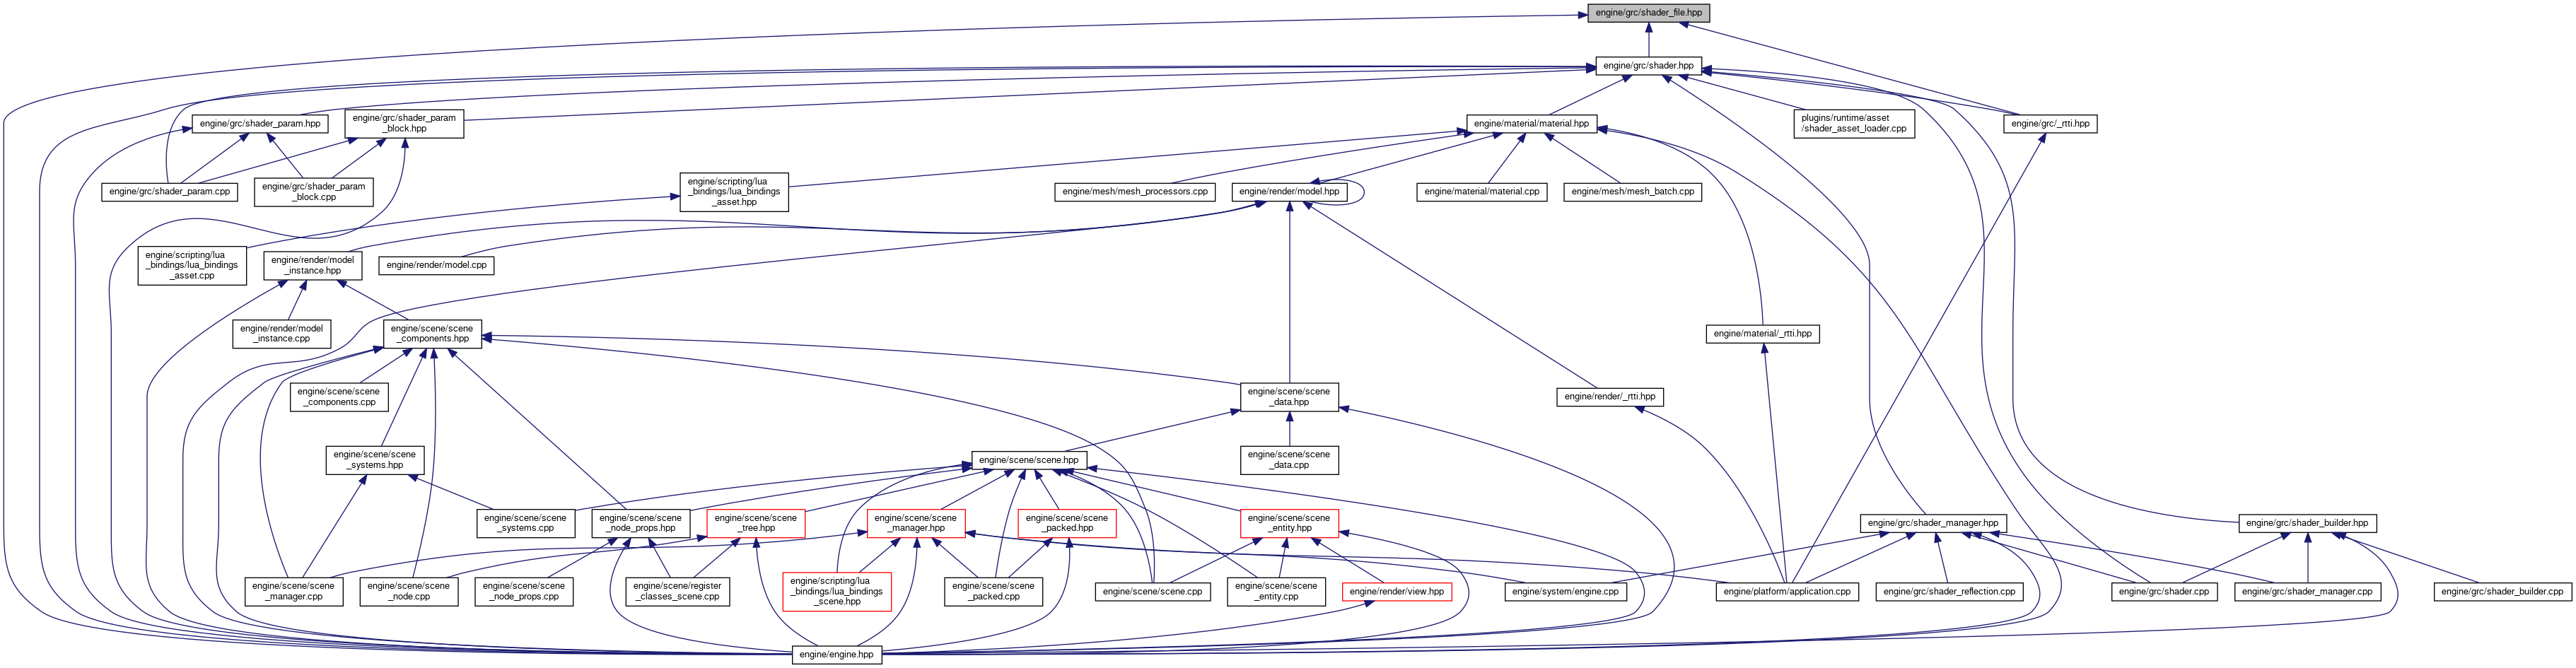 engine/grc/shader_file.hpp
engine/grc/shader.hpp
engine/grc/shader_param.hpp
engine/grc/shader_param
_block.hpp
engine/material/material.hpp
plugins/runtime/asset
/shader_asset_loader.cpp
engine/grc/_rtti.hpp
engine/grc/shader_param.cpp
engine/grc/shader_param
_block.cpp
engine/scripting/lua
_bindings/lua_bindings
_asset.hpp
engine/mesh/mesh_processors.cpp
engine/render/model.hpp
engine/material/material.cpp
engine/mesh/mesh_batch.cpp
engine/scripting/lua
_bindings/lua_bindings
_asset.cpp
engine/render/model
_instance.hpp
engine/render/model.cpp
engine/render/model
_instance.cpp
engine/scene/scene
_components.hpp
engine/material/_rtti.hpp
engine/scene/scene
_components.cpp
engine/scene/scene
_data.hpp
engine/render/_rtti.hpp
engine/scene/scene
_systems.hpp
engine/scene/scene.hpp
engine/scene/scene
_data.cpp
engine/scene/scene
_systems.cpp
engine/scene/scene
_node_props.hpp
engine/scene/scene
_tree.hpp
engine/scene/scene
_manager.hpp
engine/scene/scene
_packed.hpp
engine/scene/scene
_entity.hpp
engine/grc/shader_manager.hpp
engine/grc/shader_builder.hpp
engine/scene/scene
_manager.cpp
engine/scene/scene
_node.cpp
engine/scene/scene
_node_props.cpp
engine/scene/register
_classes_scene.cpp
engine/scripting/lua
_bindings/lua_bindings
_scene.hpp
engine/scene/scene
_packed.cpp
engine/scene/scene.cpp
engine/scene/scene
_entity.cpp
engine/render/view.hpp
engine/system/engine.cpp
engine/platform/application.cpp
engine/grc/shader_reflection.cpp
engine/grc/shader.cpp
engine/grc/shader_manager.cpp
engine/grc/shader_builder.cpp
engine/engine.hpp